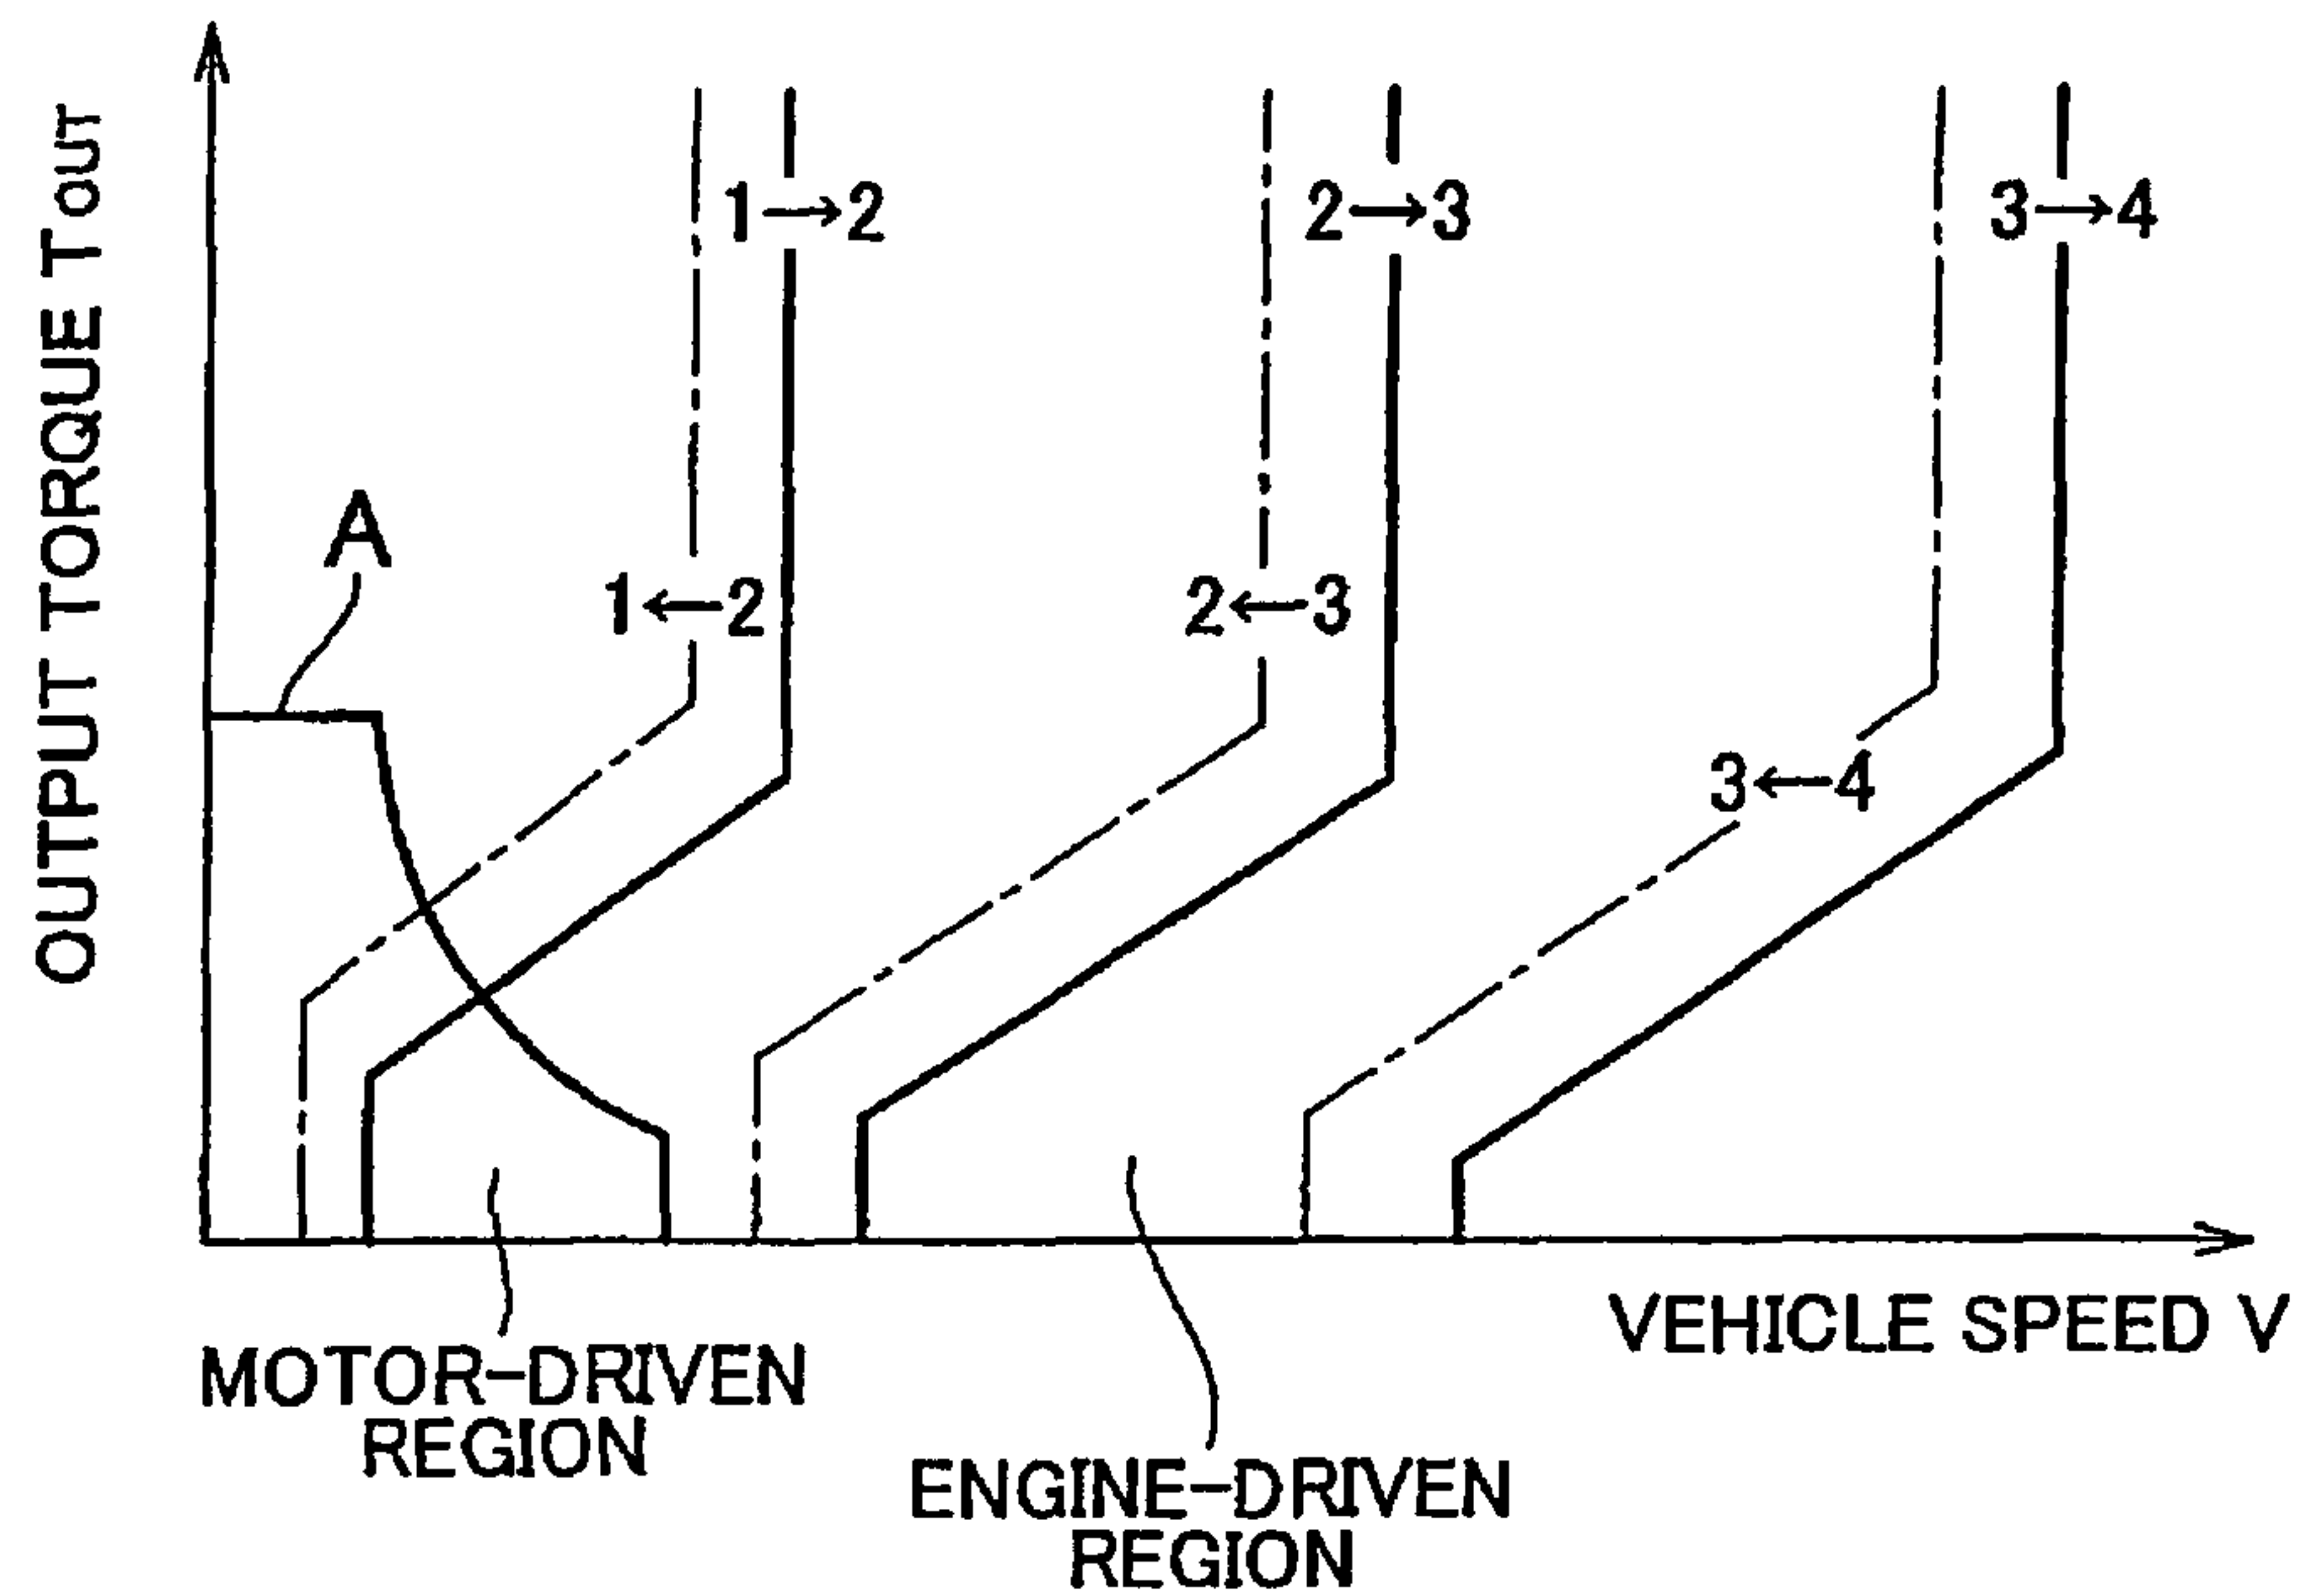 OUTPUT TORQUE TOUT
A
1→2
2→3
3→4
1←2
2←3
3←4
VEHICLE SPEED V
MOTOR-DRIVEN
REGION
ENGINE-DRIVEN
REGION